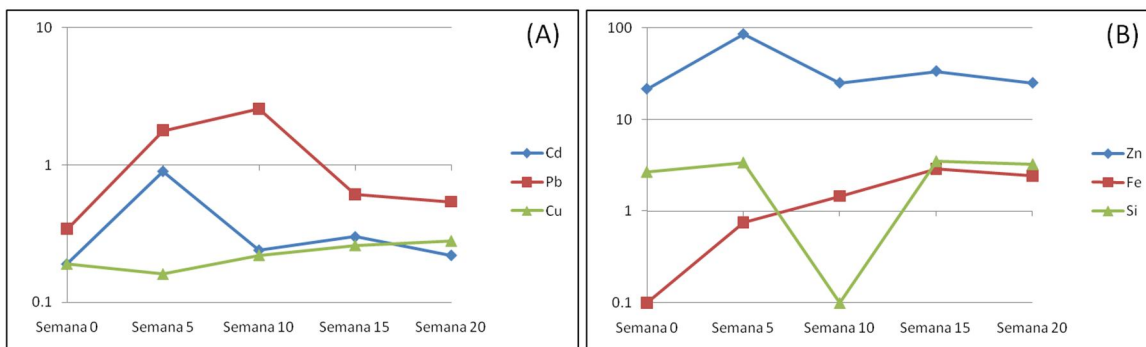 (A)
10
1
0.1
Semana 0 Semana 5 Semana 10 Semana 15 Semana 20
Cd
Pb
Cu
(B)
100
10
1
0.1
Semana 0 Semana 5 Semana 10 Semana 15 Semana 20
Zn
Fe
Si